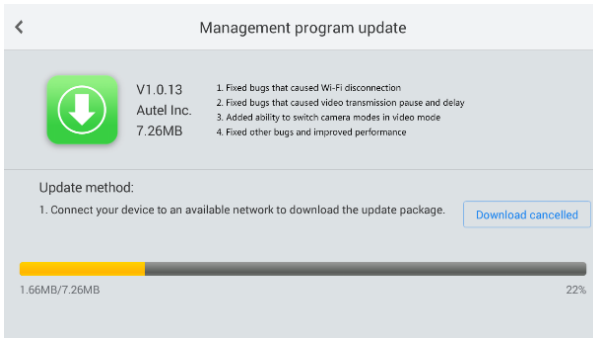 Management program update
V1.0.13
Autel Inc.
7.26MB
1. Fixed bugs that caused Wi-Fi disconnection
2. Fixed bugs that caused video transmission pause and delay
3. Added ability to switch camera modes in video mode
4. Fixed other bugs and improved performance
Update method:
1. Connect your device to an available network to download the update package.
Download cancelled
1.66MB/7.26MB
22%